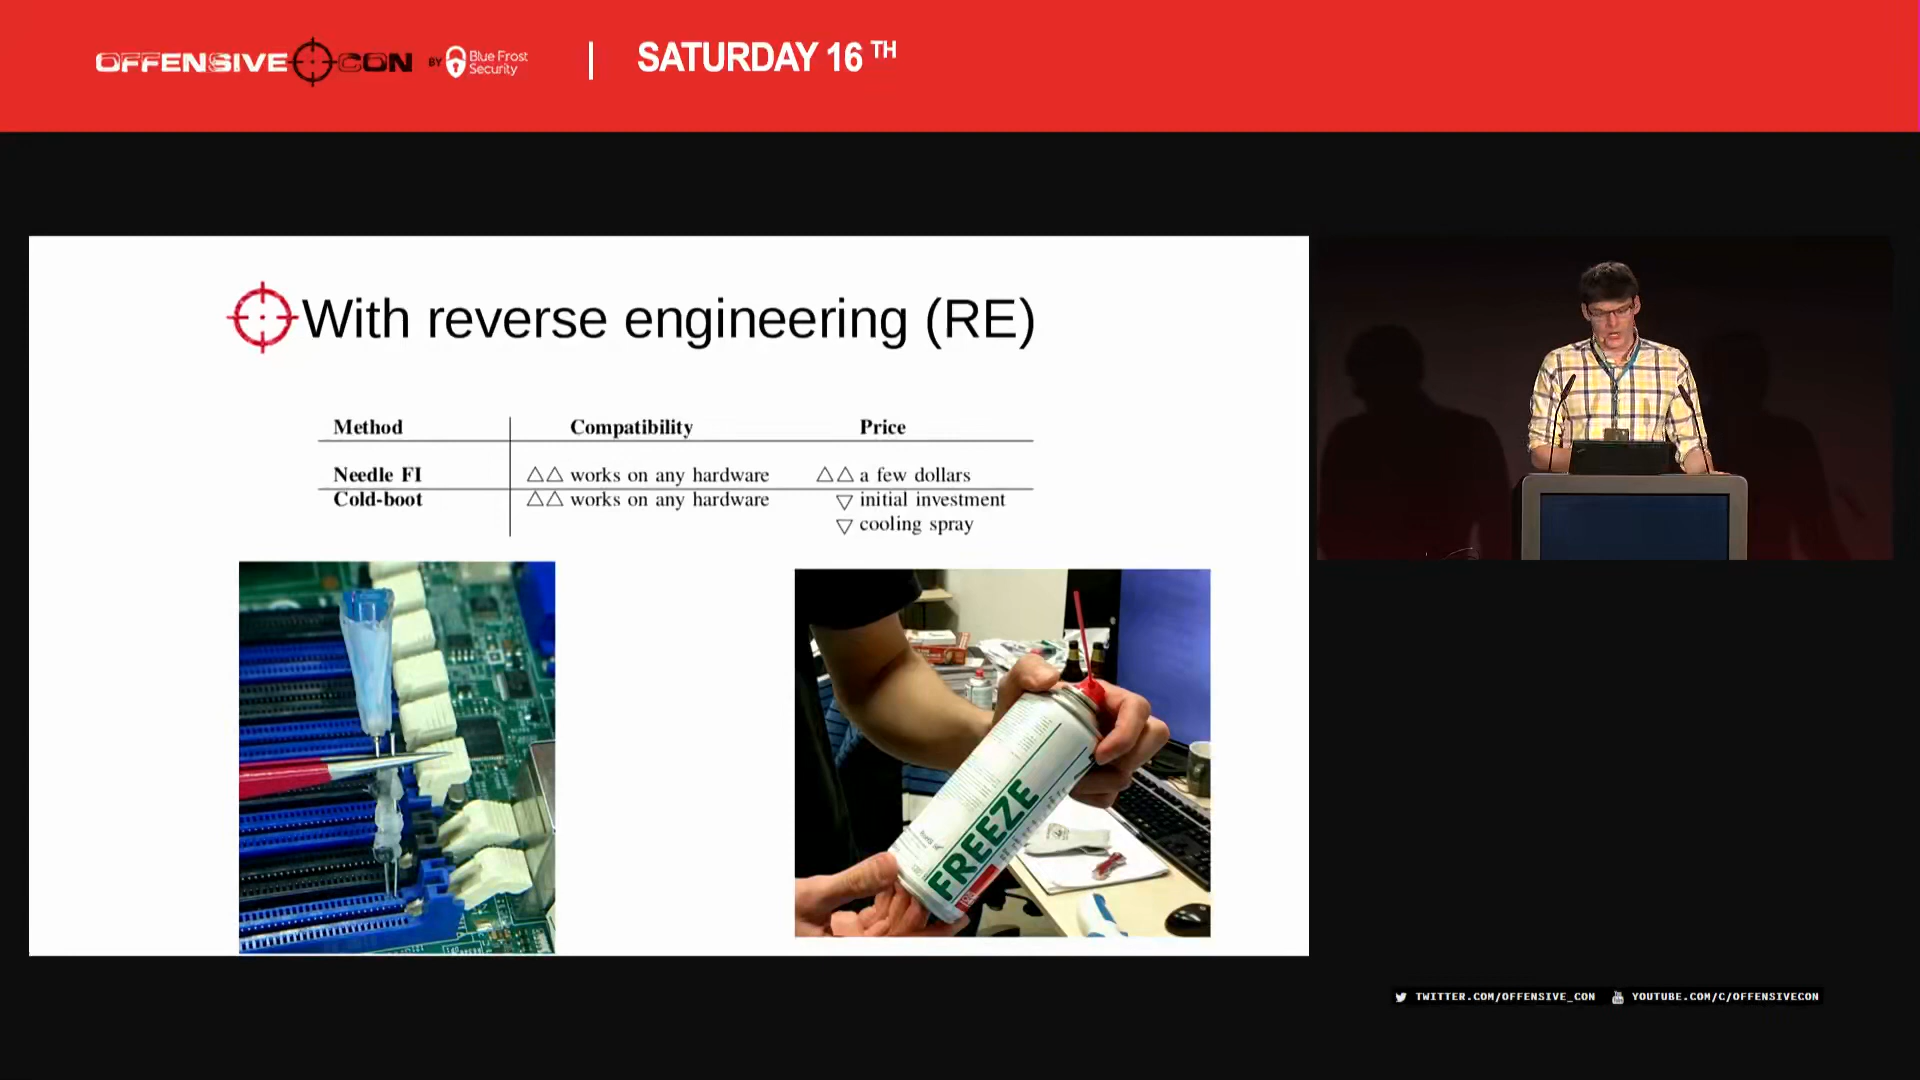 OFFENSIVE CON BY Blue Frost Security | SATURDAY 16 TH
With reverse engineering (RE)
Method Compatibility Price
Needle FI △△ works on any hardware △△ a few dollars
Cold-boot △△ works on any hardware ▽ initial investment
▽ cooling spray
FREEZE
TWITTER.COM/OFFENSIVE_CON YOUTUBE.COM/C/OFFENSIVECON